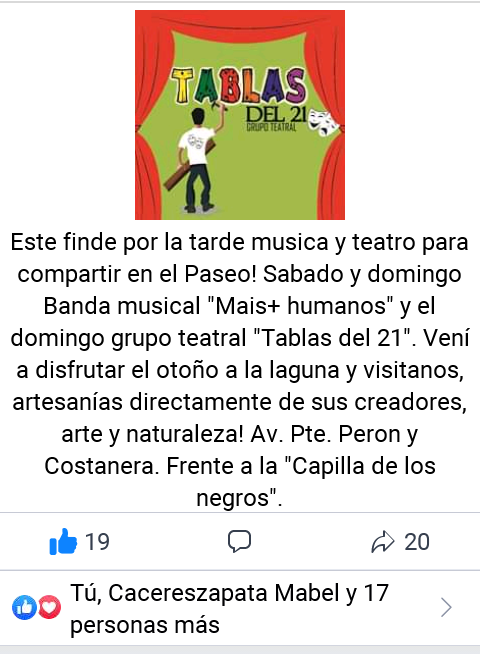 TABLAS
DEL 21
GRUPO TEATRAL
Este finde por la tarde musica y teatro para
compartir en el Paseo! Sabado y domingo
Banda musical "Mais+ humanos" y el
domingo grupo teatral "Tablas del 21". Vení
a disfrutar el otoño a la laguna y visitanos,
artesanías directamente de sus creadores,
arte y naturaleza! Av. Pte. Peron y
Costanera. Frente a la "Capilla de los
negros".
19
20
Tú, Cacereszapata Mabel y 17
personas más